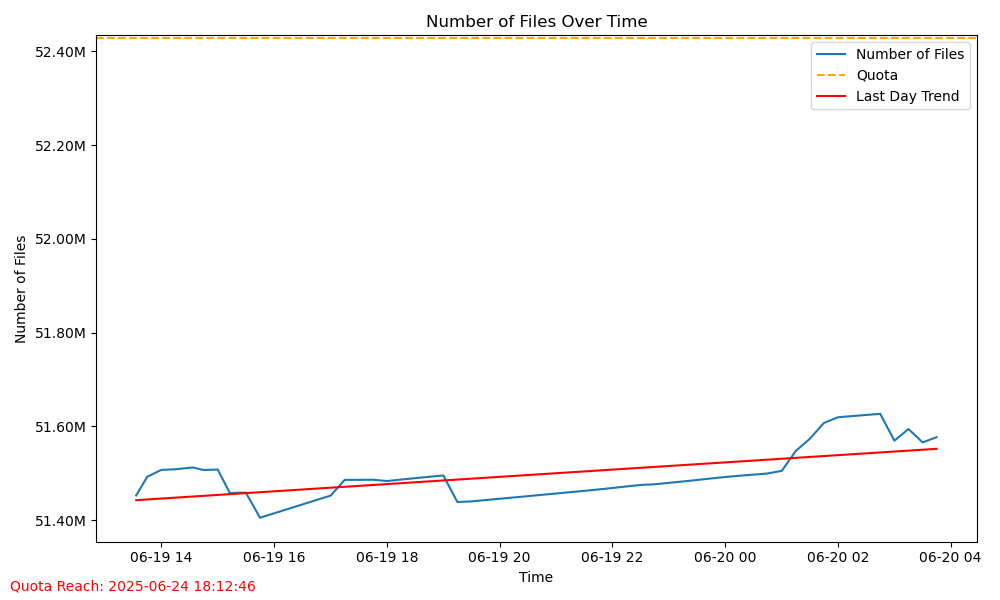 Number of Files Over Time
52.40M
52.20M
52.00M
51.80M
51.60M
51.40M
Number of Files
Number of Files
Quota
Last Day Trend
06-19 14
06-19 16
06-19 18
06-19 20
06-19 22
06-20 00
06-20 02
06-20 04
Time
Quota Reach: 2025-06-24 18:12:46